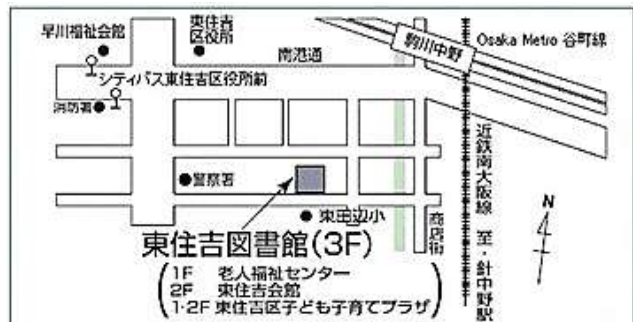 早川福祉会館
東住吉
区役所
南港通
駒川中野
Osaka Metro 谷町線
シティバス東住吉区役所前
消防署
警察署
東田辺小
商店街
近鉄南大阪線 至・針中野駅
N
東住吉図書館(3F)
1F 老人福祉センター
2F 東住吉会館
1・2F 東住吉区子ども子育てプラザ